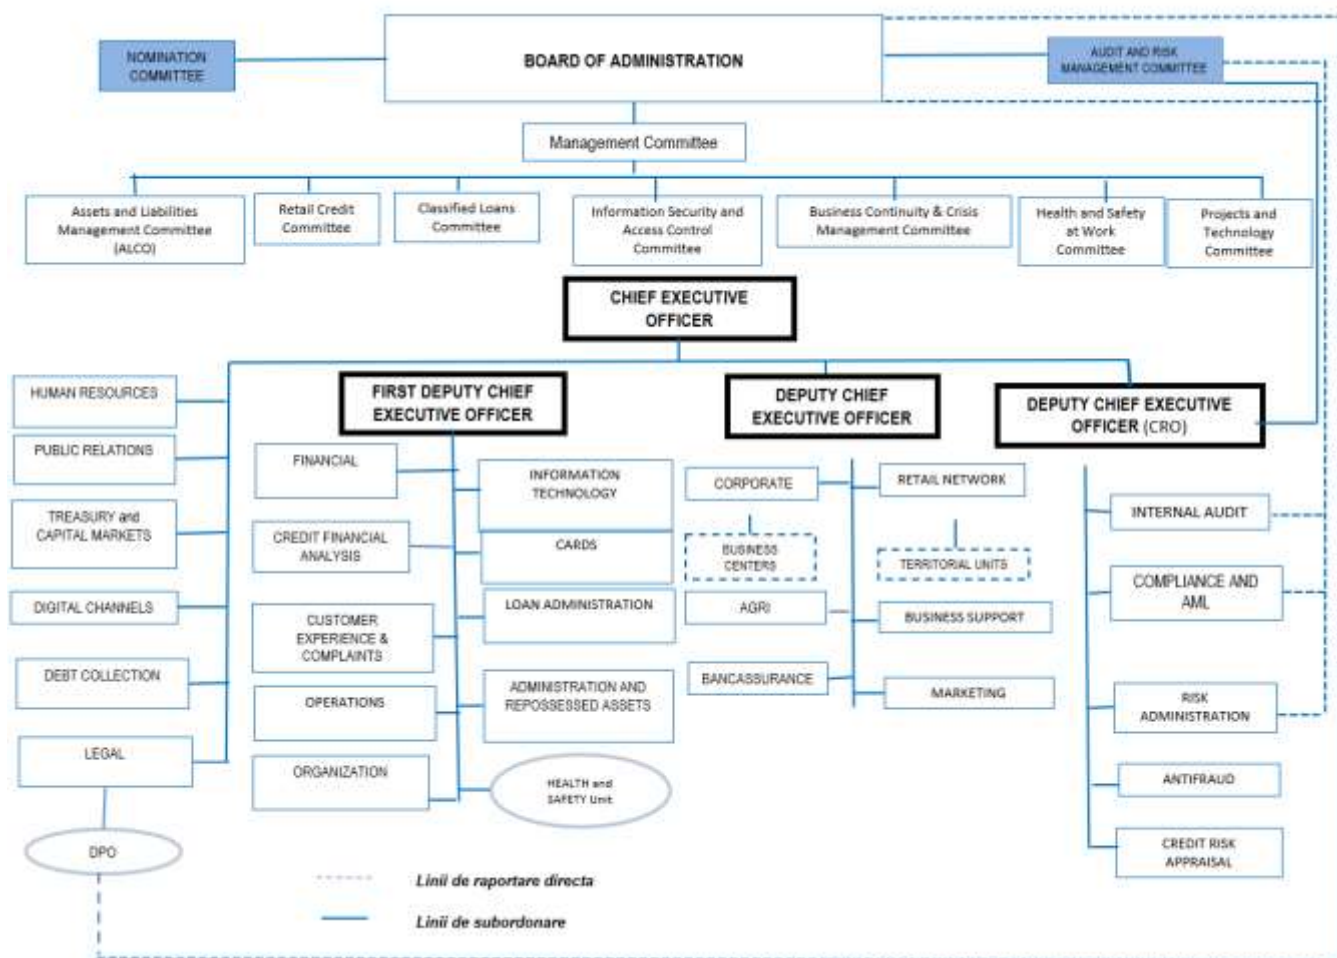 NOMINATION
COMMITTEE
BOARD OF ADMINISTRATION
AUDIT AND RISK
MANAGEMENT COMMITTEE
Management Committee
Assets and Liabilities
Management Committee
(ALCO)
Retail Credit
Committee
Classified Loans
Committee
Information Security and
Access Control
Committee
Business Continuity & Crisis
Management Committee
Health and Safety
at Work
Committee
Projects and
Technology
Committee
CHIEF EXECUTIVE
OFFICER
HUMAN RESOURCES
PUBLIC RELATIONS
TREASURY and
CAPITAL MARKETS
DIGITAL CHANNELS
DEBT COLLECTION
LEGAL
DPO
FIRST DEPUTY CHIEF
EXECUTIVE OFFICER
FINANCIAL
CREDIT FINANCIAL
ANALYSIS
CUSTOMER
EXPERIENCE &
COMPLAINTS
OPERATIONS
ORGANIZATION
INFORMATION
TECHNOLOGY
CARDS
LOAN ADMINISTRATION
ADMINISTRATION AND
REPOSSESSED ASSETS
HEALTH and
SAFETY Unit
DEPUTY CHIEF
EXECUTIVE OFFICER
CORPORATE
BUSINESS
CENTERS
AGRI
BANCASSURANCE
RETAIL NETWORK
TERRITORIAL UNITS
BUSINESS SUPPORT
MARKETING
DEPUTY CHIEF EXECUTIVE
OFFICER (CRO)
INTERNAL AUDIT
COMPLIANCE AND
AML
RISK
ADMINISTRATION
ANTIFRAUD
CREDIT RISK
APPRAISAL
Linii de raportare directa
Linii de subordonare